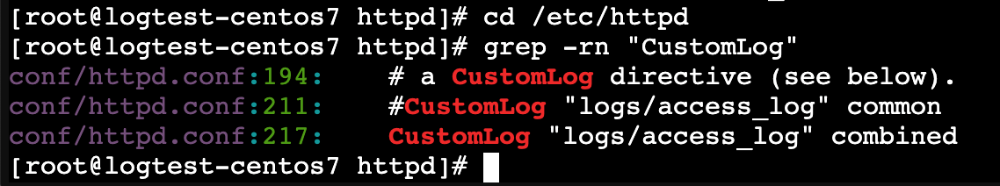 [root@logtest-centos7 httpd]# cd /etc/httpd
[root@logtest-centos7 httpd]# grep -rn "CustomLog"
conf/httpd.conf:194:    # a CustomLog directive (see below).
conf/httpd.conf:211:    #CustomLog "logs/access_log" common
conf/httpd.conf:217:    CustomLog "logs/access_log" combined
[root@logtest-centos7 httpd]#